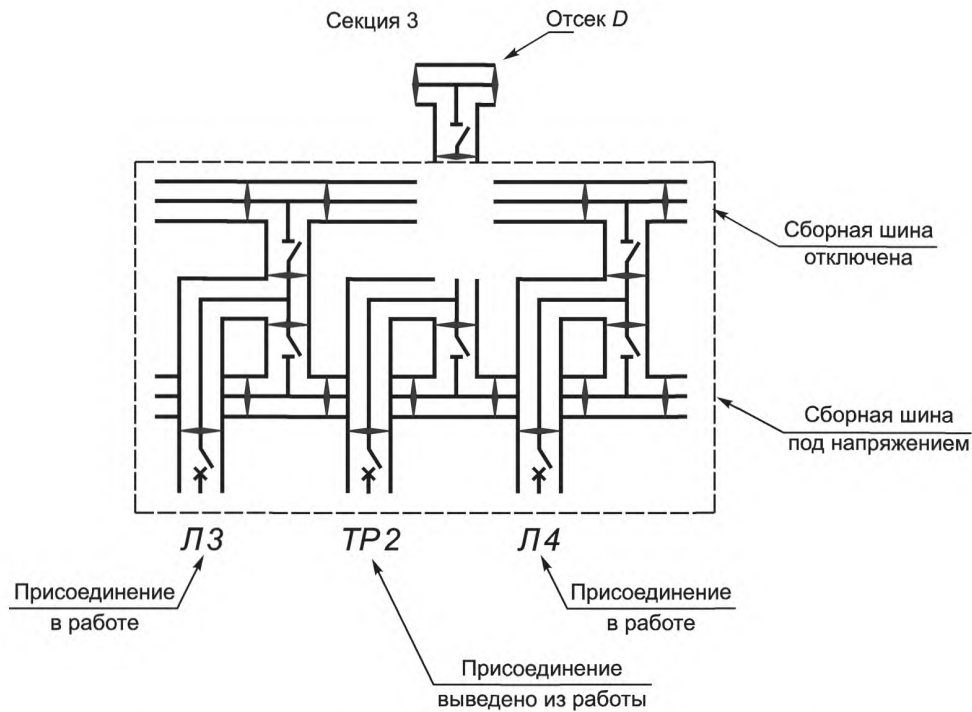 Секция 3
Отсек D
Сборная шина
отключена
Сборная шина
под напряжением
Л3
ТР2
Л4
Присоединение
в работе
Присоединение
в работе
Присоединение
выведено из работы